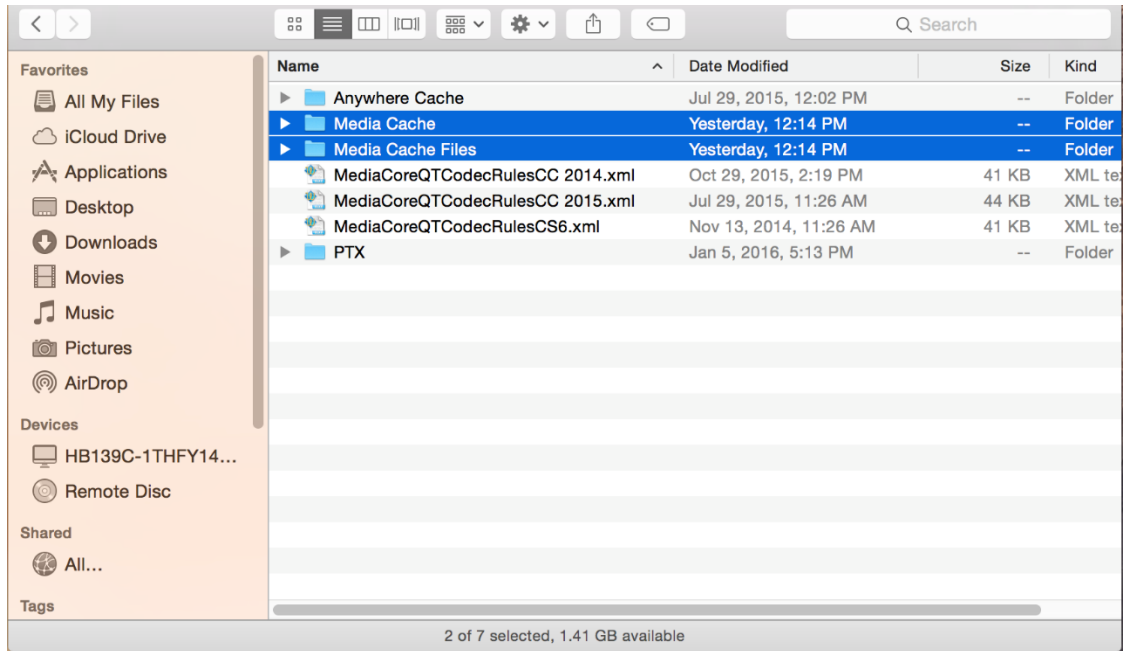 Search
Favorites
All My Files
iCloud Drive
Applications
Desktop
Downloads
Movies
Music
Pictures
AirDrop
Devices
HB139C-1THFY14...
Remote Disc
Shared
All...
Tags
Name Date Modified Size Kind
Anywhere Cache Jul 29, 2015, 12:02 PM -- Folder
Media Cache Yesterday, 12:14 PM -- Folder
Media Cache Files Yesterday, 12:14 PM -- Folder
MediaCoreQTCodecRulesCC 2014.xml Oct 29, 2015, 2:19 PM 41 KB XML te
MediaCoreQTCodecRulesCC 2015.xml Jul 29, 2015, 11:26 AM 44 KB XML te
MediaCoreQTCodecRulesCS6.xml Nov 13, 2014, 11:26 AM 41 KB XML te
PTX Jan 5, 2016, 5:13 PM -- Folder
2 of 7 selected, 1.41 GB available